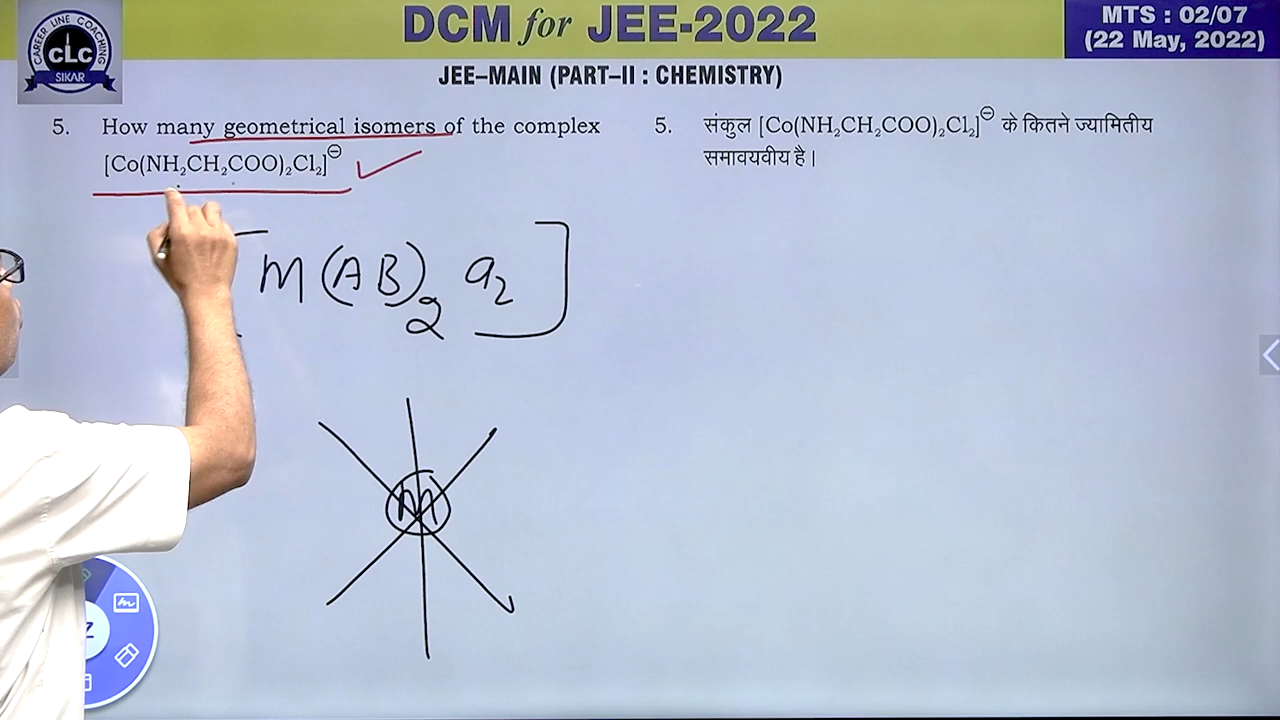 CAREER LINE COACHING
CLC
SIKAR
DCM for JEE-2022
MTS : 02/07
(22 May, 2022)
JEE–MAIN (PART–II : CHEMISTRY)
5. How many geometrical isomers of the complex
[Co(NH₂CH₂COO)₂Cl₂]⊖
5. संकुल [Co(NH₂CH₂COO)₂Cl₂]⊖ के कितने ज्यामितीय
समावयवीय है।
[M(AB)₂ a₂]
M